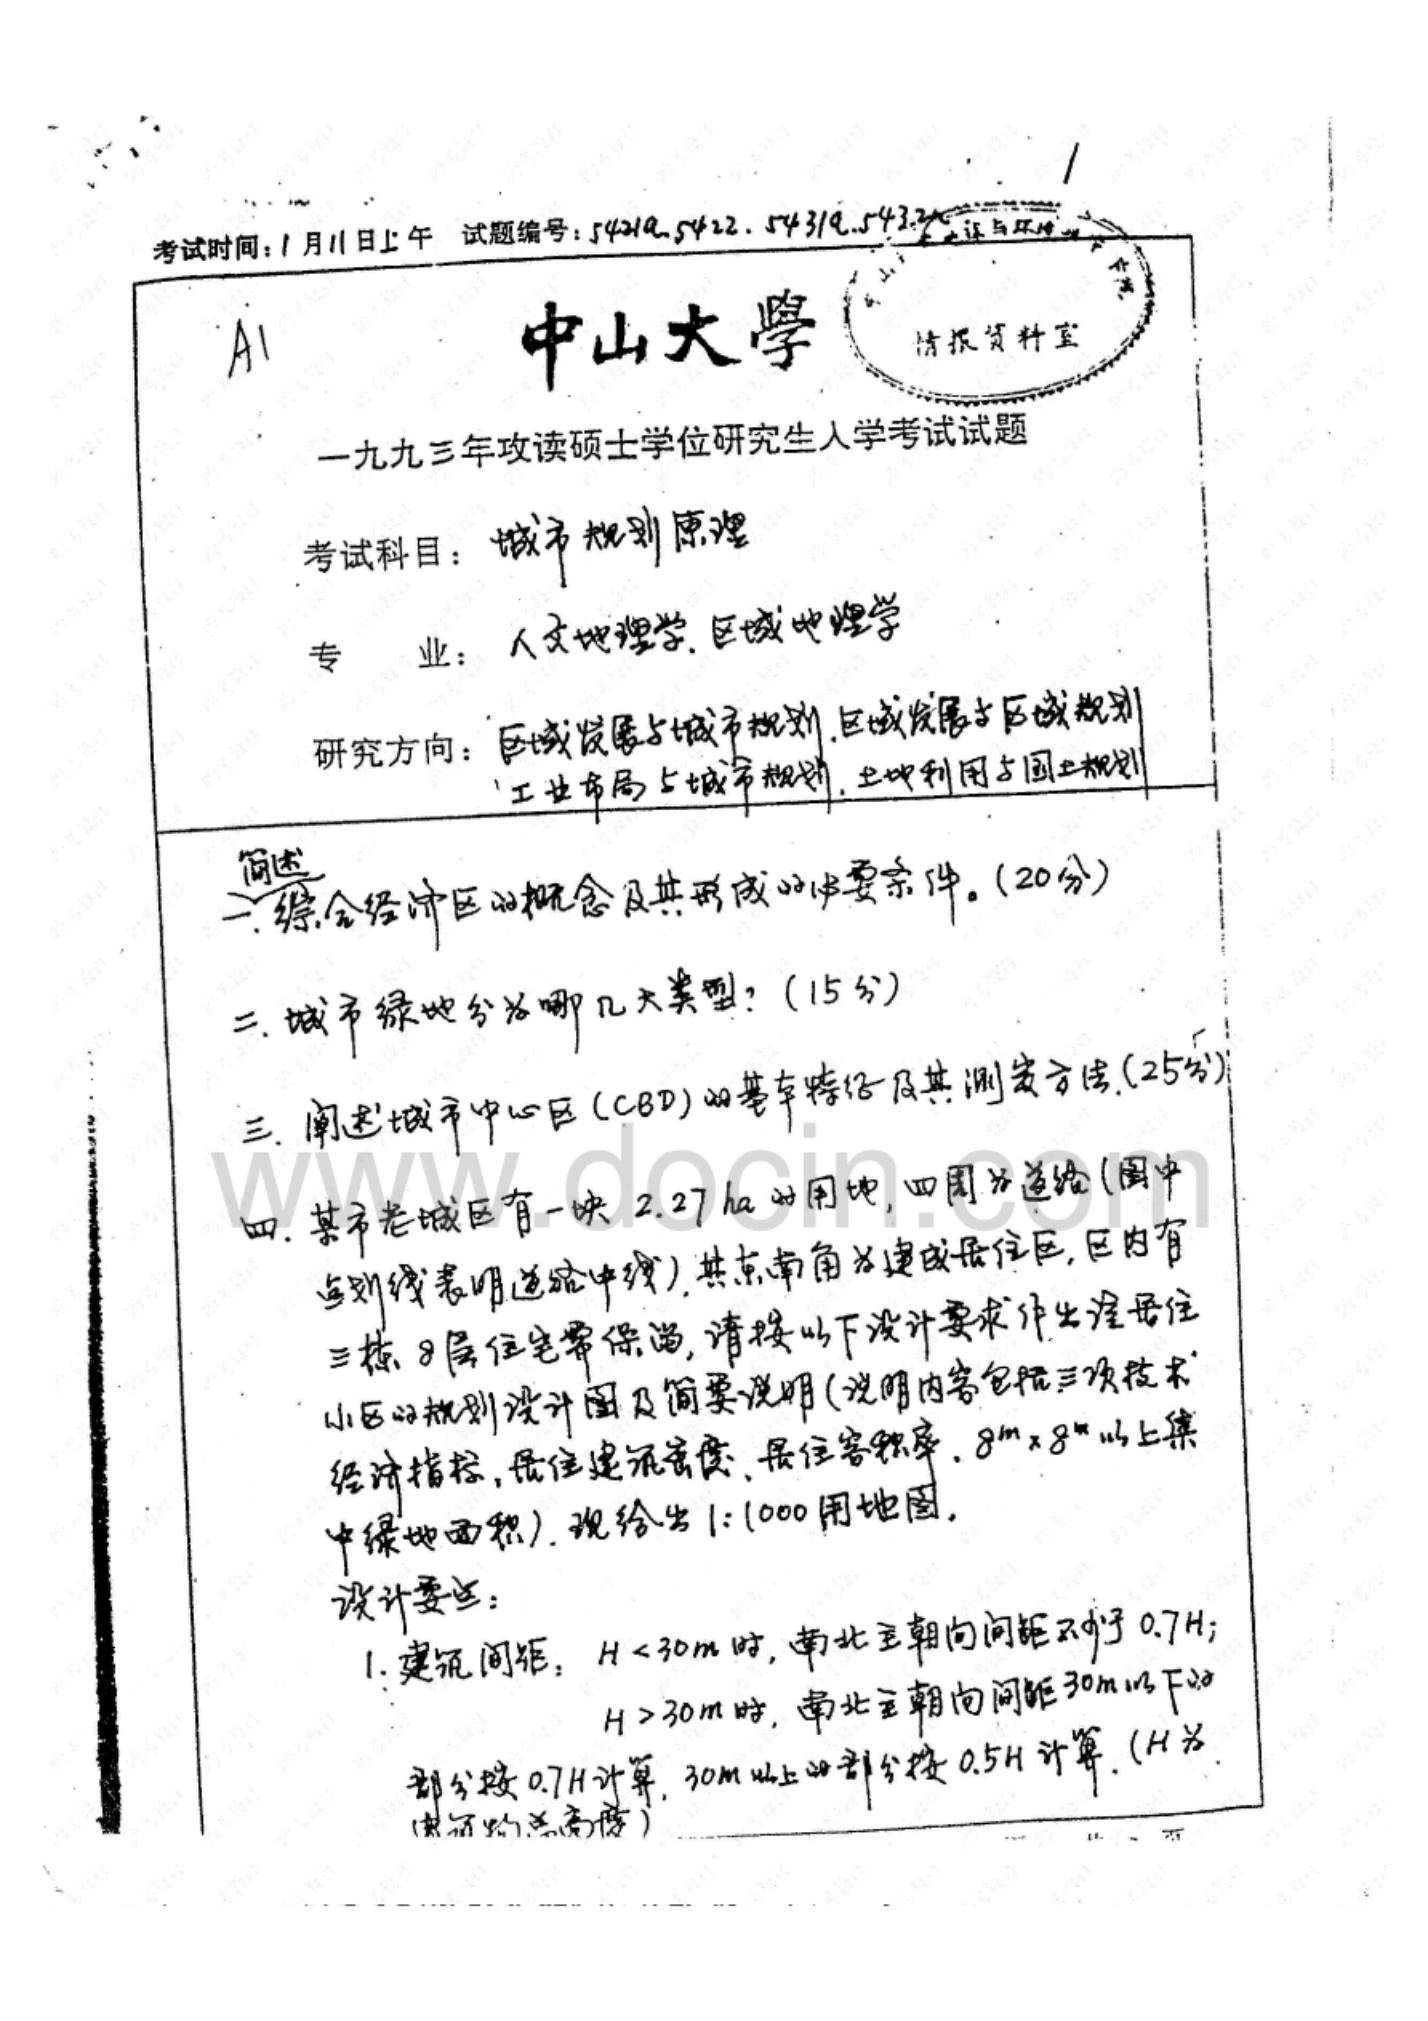 1
考试时间：1月11日上午 试题编号：5421a.5422.5431a.543
A1
中山大學
情报资料室
一九九三年攻读硕士学位研究生入学考试试题
考试科目：城市规划原理
专 业：人文地理学、区域地理学
研究方向：区域发展与城市规划、区域发展与区域规划
工业布局与城市规划、土地利用与国土规划
简述
一、综合经济区的概念及其形成的必要条件。（20分）
二、城市绿地分为哪几大类型？（15分）
三、阐述城市中心区（CBD）的基本特征及其测定方法。（25分）
四、某市老城区有一块2.27ha的用地，四周为道路（图中
点划线表明道路中线），其东南角为建成居住区，区内有
三栋8层住宅需保留，请按以下设计要求作出该居住
小区的规划设计图及简要说明（说明内容包括三项技术
经济指标：居住建筑密度、居住容积率、8m×8m以上集
中绿地面积）。现给出1:1000用地图。
设计要点：
1.建筑间距：H<30m时，南北主朝向间距不少于0.7H；
H>30m时，南北主朝向间距30m以下的
部分按0.7H计算，30m以上的部分按0.5H计算。（H为
建筑物总高度）
www.docin.com